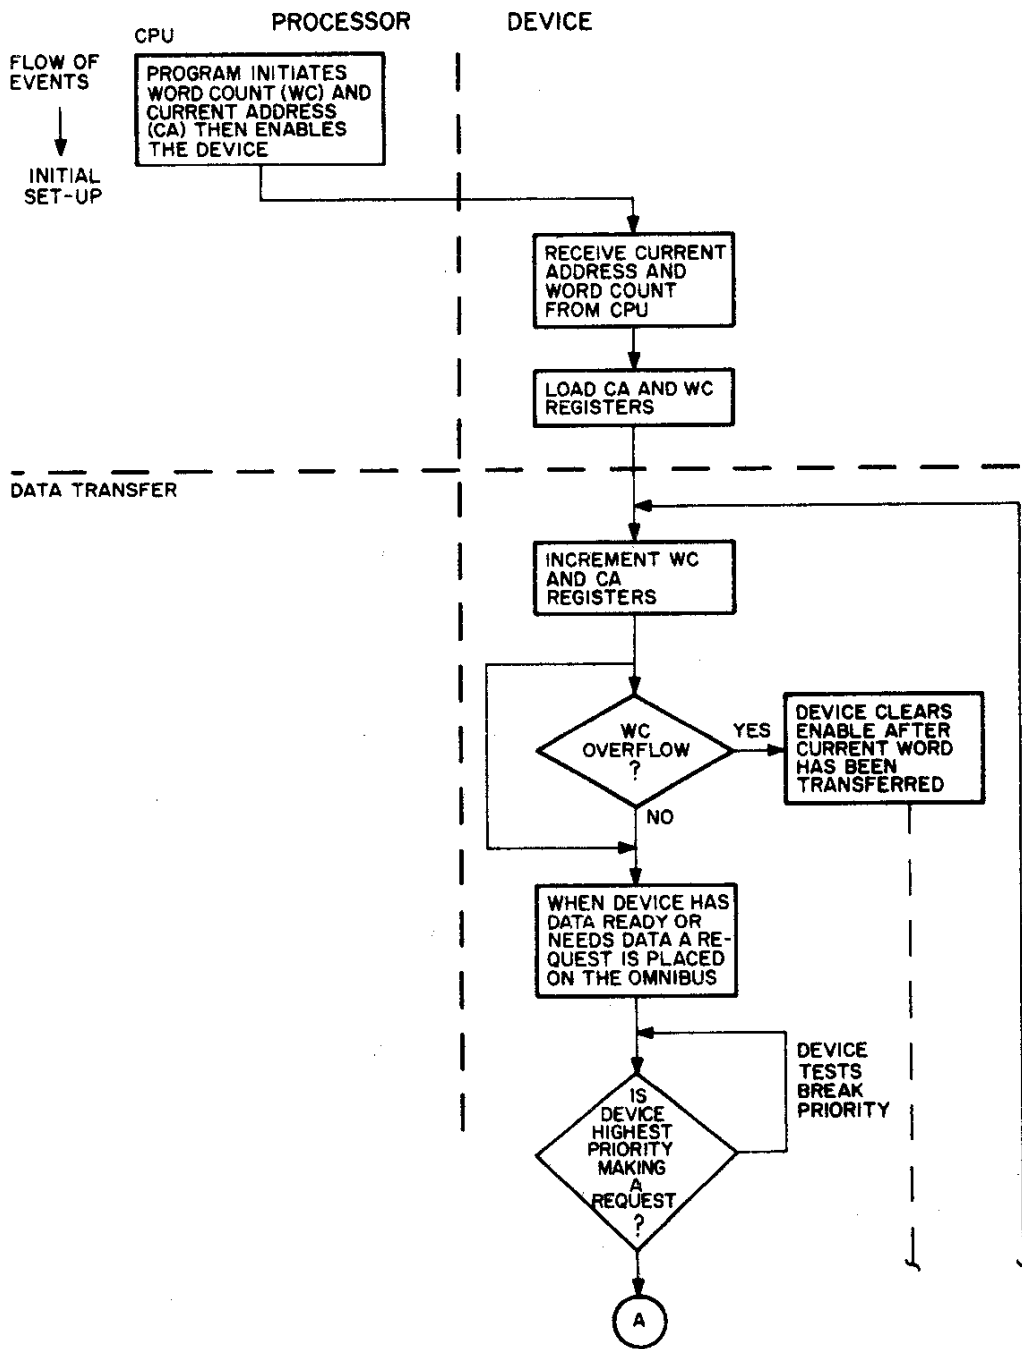 PROCESSOR
DEVICE
CPU
FLOW OF
EVENTS
PROGRAM INITIATES
WORD COUNT (WC) AND
CURRENT ADDRESS
(CA) THEN ENABLES
THE DEVICE
INITIAL
SET-UP
RECEIVE CURRENT
ADDRESS AND
WORD COUNT
FROM CPU
LOAD CA AND WC
REGISTERS
DATA TRANSFER
INCREMENT WC
AND CA
REGISTERS
WC
OVERFLOW
?
YES
DEVICE CLEARS
ENABLE AFTER
CURRENT WORD
HAS BEEN
TRANSFERRED
NO
WHEN DEVICE HAS
DATA READY OR
NEEDS DATA A RE-
QUEST IS PLACED
ON THE OMNIBUS
DEVICE
TESTS
BREAK
PRIORITY
IS
DEVICE
HIGHEST
PRIORITY
MAKING
A
REQUEST
?
A